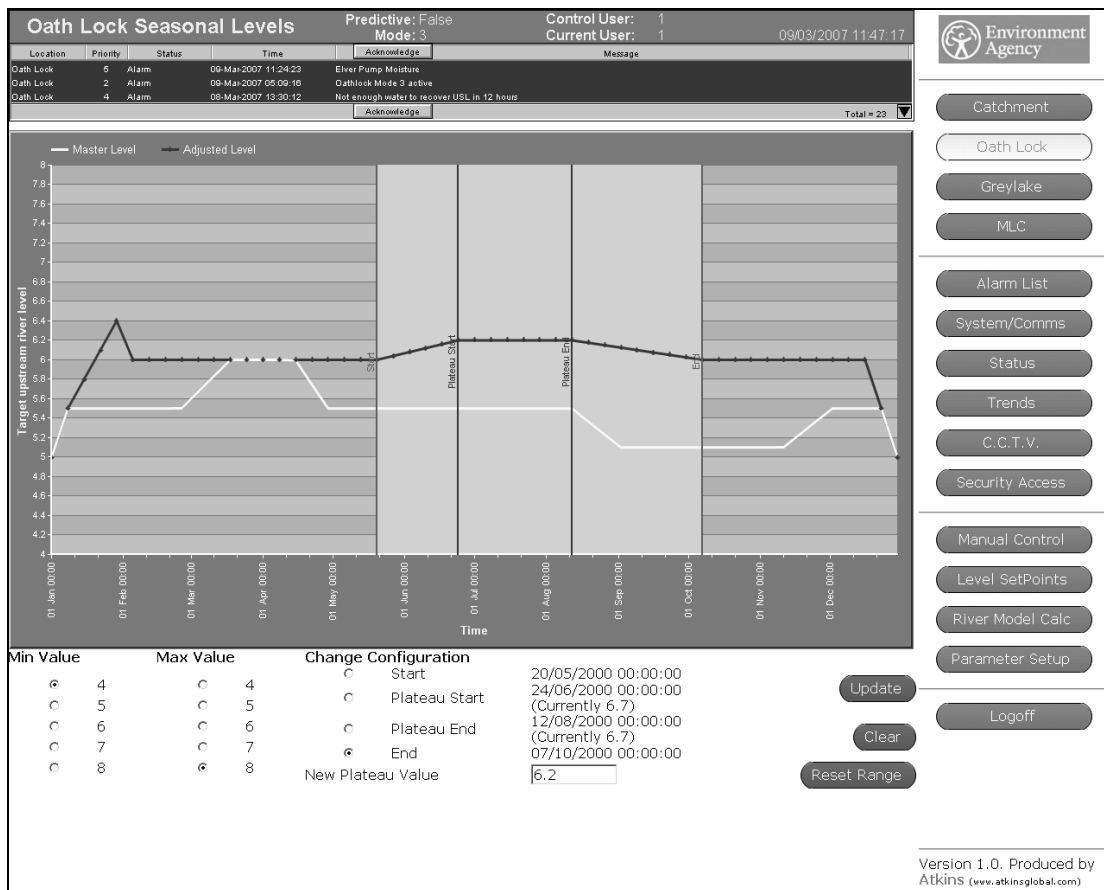 Oath Lock Seasonal Levels
Predictive: False
Mode: 3
Control User: 1
Current User: 1
09/03/2007 11:47:17
Location Priority Status Time Acknowledge Message
Oath Lock 5 Alarm 09-Mar-2007 11:24:23 Elver Pump Moisture
Oath Lock 2 Alarm 09-Mar-2007 05:09:16 Oathlock Mode 3 active
Oath Lock 4 Alarm 08-Mar-2007 13:30:12 Not enough water to recover USL in 12 hours
Acknowledge Total = 23
Master Level Adjusted Level
8
7.8
7.6
7.4
7.2
7
6.8
6.6
6.4
6.2
6
5.8
5.6
5.4
5.2
5
4.8
4.6
4.4
4.2
4
Target upstream river level
Start
Plateau Start
Plateau End
End
01 Jan 00:00
01 Feb 00:00
01 Mar 00:00
01 Apr 00:00
01 May 00:00
01 Jun 00:00
01 Jul 00:00
01 Aug 00:00
01 Sep 00:00
01 Oct 00:00
01 Nov 00:00
01 Dec 00:00
Time
Min Value
4
5
6
7
8
Max Value
4
5
6
7
8
Change Configuration
Start 20/05/2000 00:00:00
Plateau Start 24/06/2000 00:00:00
(Currently 6.7)
Plateau End 12/08/2000 00:00:00
(Currently 6.7)
End 07/10/2000 00:00:00
New Plateau Value 6.2
Update
Clear
Reset Range
Environment
Agency
Catchment
Oath Lock
Greylake
MLC
Alarm List
System/Comms
Status
Trends
C.C.T.V.
Security Access
Manual Control
Level SetPoints
River Model Calc
Parameter Setup
Logoff
Version 1.0. Produced by
Atkins (www.atkinsglobal.com)